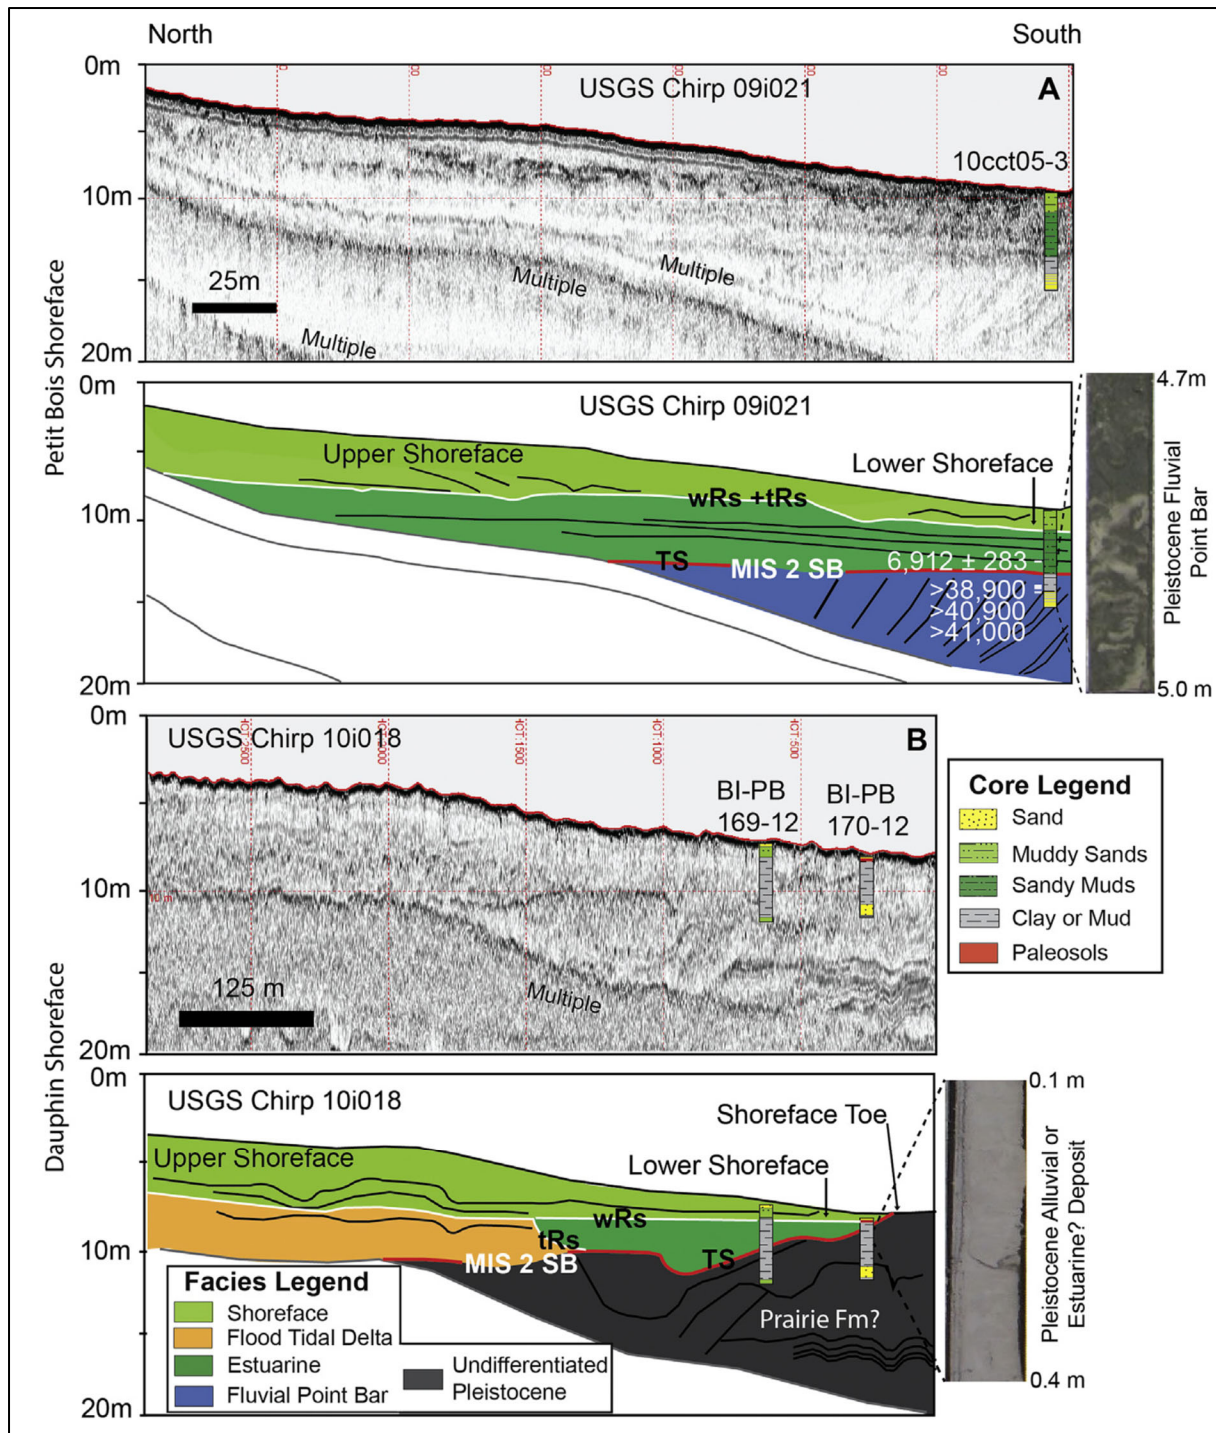 North
South
0m
USGS Chirp 09i021
A
10cct05-3
10m
25m
Multiple
Multiple
Multiple
20m
Petit Bois Shoreface
0m
USGS Chirp 09i021
4.7m
Upper Shoreface
Lower Shoreface
wRs +tRs
10m
TS
MIS 2 SB
6,912 ± 283
>38,900
>40,900
>41,000
20m
5.0 m
Pleistocene Fluvial
Point Bar
0m
USGS Chirp 10i018
B
BI-PB
169-12
BI-PB
170-12
10m
125 m
Multiple
20m
Core Legend
Sand
Muddy Sands
Sandy Muds
Clay or Mud
Paleosols
Dauphin Shoreface
0m
USGS Chirp 10i018
0.1 m
Shoreface Toe
Upper Shoreface
Lower Shoreface
wRs
tRs
10m
MIS 2 SB
TS
Prairie Fm?
Facies Legend
Shoreface
Flood Tidal Delta
Estuarine
Fluvial Point Bar
Undifferentiated
Pleistocene
20m
0.4 m
Pleistocene Alluvial or
Estuarine? Deposit